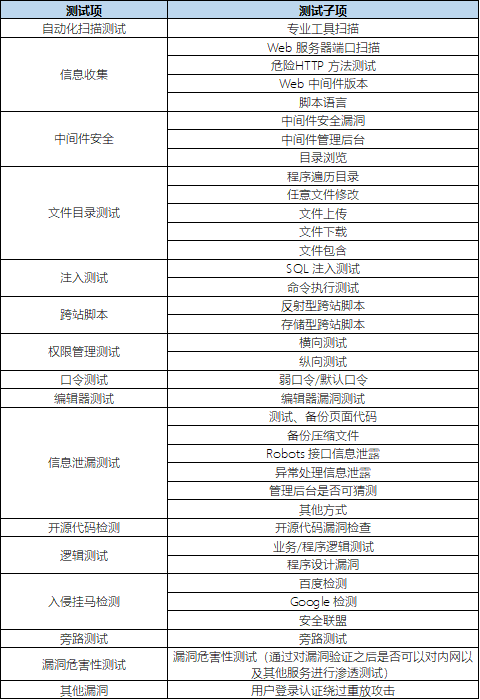 测试项 测试子项
自动化扫描测试 专业工具扫描
信息收集 Web 服务器端口扫描
危险HTTP 方法测试
Web 中间件版本
脚本语言
中间件安全 中间件安全漏洞
中间件管理后台
目录浏览
文件目录测试 程序遍历目录
任意文件修改
文件上传
文件下载
文件包含
注入测试 SQL 注入测试
命令执行测试
跨站脚本 反射型跨站脚本
存储型跨站脚本
权限管理测试 横向测试
纵向测试
口令测试 弱口令/默认口令
编辑器测试 编辑器漏洞测试
信息泄漏测试 测试、备份页面代码
备份压缩文件
Robots 接口信息泄露
异常处理信息泄露
管理后台是否可猜测
其他方式
开源代码检测 开源代码漏洞检查
逻辑测试 业务/程序逻辑测试
程序设计漏洞
入侵挂马检测 百度检测
Google 检测
安全联盟
旁路测试 旁路测试
漏洞危害性测试 漏洞危害性测试（通过对漏洞验证之后是否可以对内网以
及其他服务进行渗透测试）
其他漏洞 用户登录认证绕过重放攻击